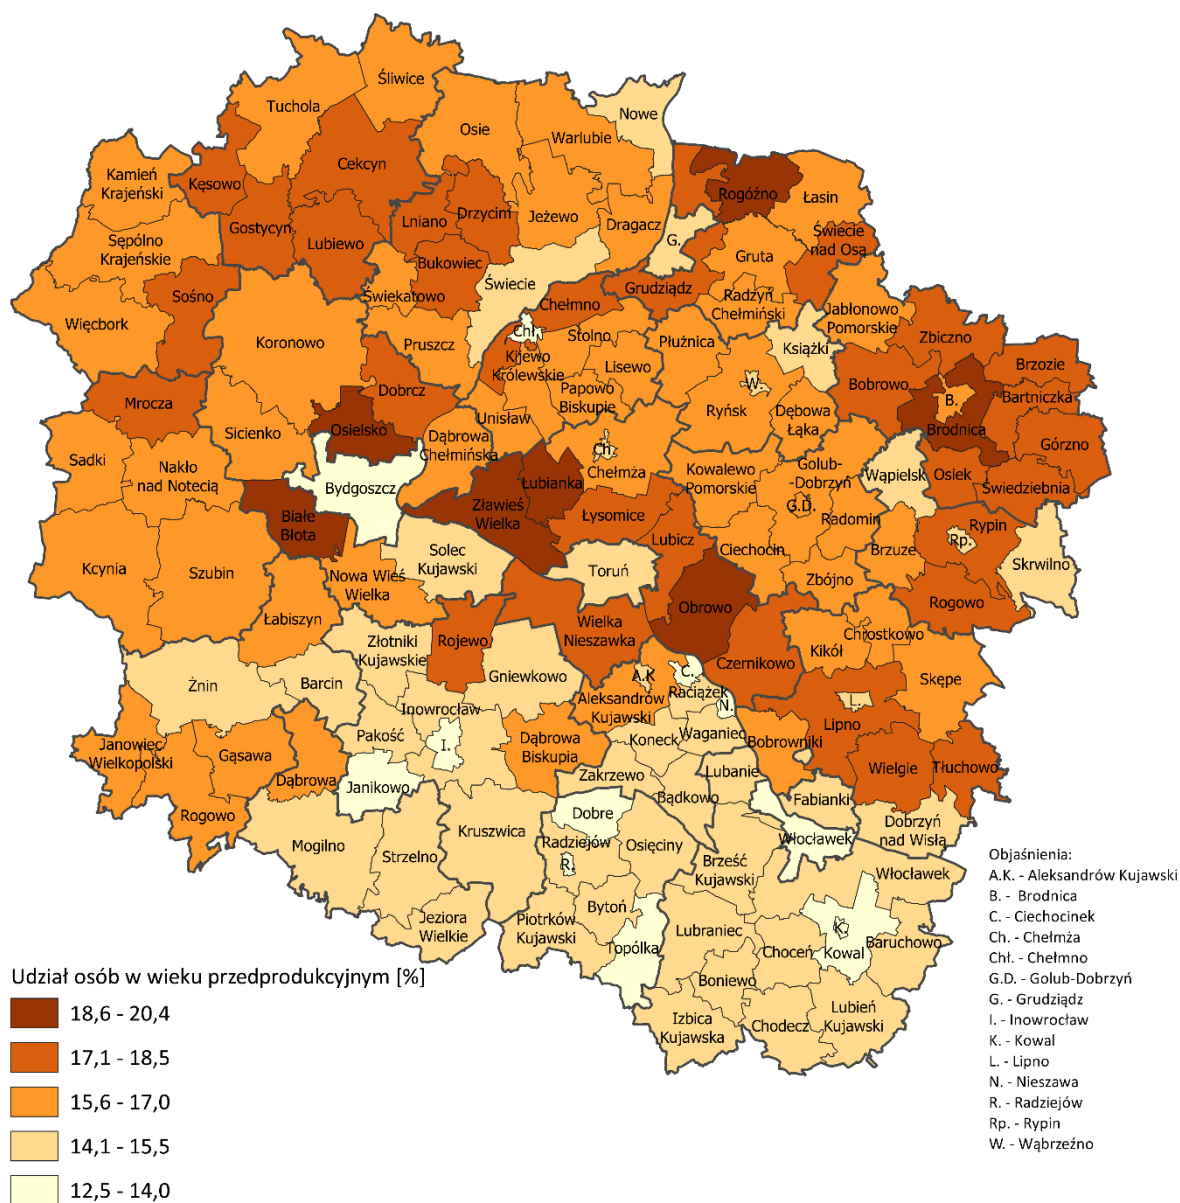 Śliwice
Tuchola
Nowe
Osie
Warlubie
Cekcyn
Kamień
Krajeński
Kęsowo
Rogóźno
Łasin
Lniano
Drzycim
Jeżewo
Dragacz
Gostycyn
Lubiewo
Świecie
nad Osą
G.
Sępólno
Krajeńskie
Bukowiec
Gruta
Świecie
Sośno
Świekatowo
Chełmno
Grudziądz
Radzyń
Chełmiński
Jabłonowo
Pomorskie
Więcbork
Koronowo
Pruszcz
Chł.
Stolno
Płużnica
Książki
Zbiczno
Kijewo
Królewskie
Lisewo
Brzozie
Mrocza
Dobrcz
Papowo
Biskupie
W.
Bobrowo
Bartniczka
B.
Unisław
Ryńsk
Dębowa
Łąka
Sicienko
Osielsko
Brodnica
Górzno
Dąbrowa
Chełmińska
Ch.
Chełmża
Sadki
Nakło
nad Notecią
Kowalewo
Pomorskie
Golub-
-Dobrzyń
Wąpielsk
Osiek
Świedziebnia
Bydgoszcz
Łubianka
G.D.
Zławieś
Wielka
Białe
Błota
Łysomice
Radomin
Rypin
Lubicz
Rp.
Solec
Kujawski
Ciechocin
Brzuze
Skrwilno
Kcynia
Szubin
Nowa Wieś
Wielka
Toruń
Zbójno
Łabiszyn
Obrowo
Rogowo
Wielka
Nieszawka
Złotniki
Kujawskie
Rojewo
Chrostkowo
Kikół
Czernikowo
Żnin
Barcin
Gniewkowo
A.K
C.
Raciążek
Skępe
Aleksandrów
Kujawski
N.
L.
Inowrocław
Lipno
Pakość
I.
Dąbrowa
Biskupia
Koneck
Waganiec
Bobrowniki
Janowiec
Wielkopolski
Gąsawa
Dąbrowa
Zakrzewo
Lubanie
Wielgie
Tłuchowo
Janikowo
Bądkowo
Fabianki
Rogowo
Dobre
Dobrzyń
nad Wisłą
Kruszwica
Włocławek
Mogilno
Radziejów
Osięciny
Strzelno
R.
Brześć
Kujawski
Włocławek
Bytoń
Jeziora
Wielkie
Piotrków
Kujawski
Lubraniec
K.
Baruchowo
Topólka
Choceń
Kowal
Boniewo
Lubień
Kujawski
Izbica
Kujawska
Chodecz
Objaśnienia:
A.K. - Aleksandrów Kujawski
B. - Brodnica
C. - Ciechocinek
Ch. - Chełmża
Chł. - Chełmno
G.D. - Golub-Dobrzyń
G. - Grudziądz
I. - Inowrocław
K. - Kowal
L. - Lipno
N. - Nieszawa
R. - Radziejów
Rp. - Rypin
W. - Wąbrzeźno
Udział osób w wieku przedprodukcyjnym [%]
18,6 - 20,4
17,1 - 18,5
15,6 - 17,0
14,1 - 15,5
12,5 - 14,0